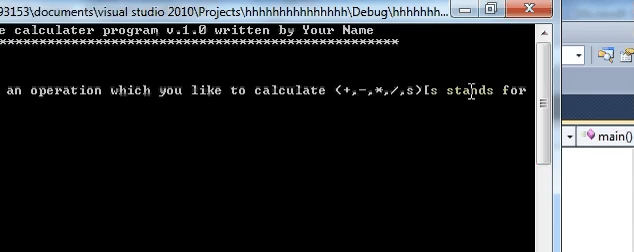 93153\documents\visual studio 2010\Projects\hhhhhhhhhhhhhhh\Debug\hhhhhhh...
e calculater program v.1.0 written by Your Name
************************************************
an operation which you like to calculate (+,-,*,/,s)[s stands for
main()